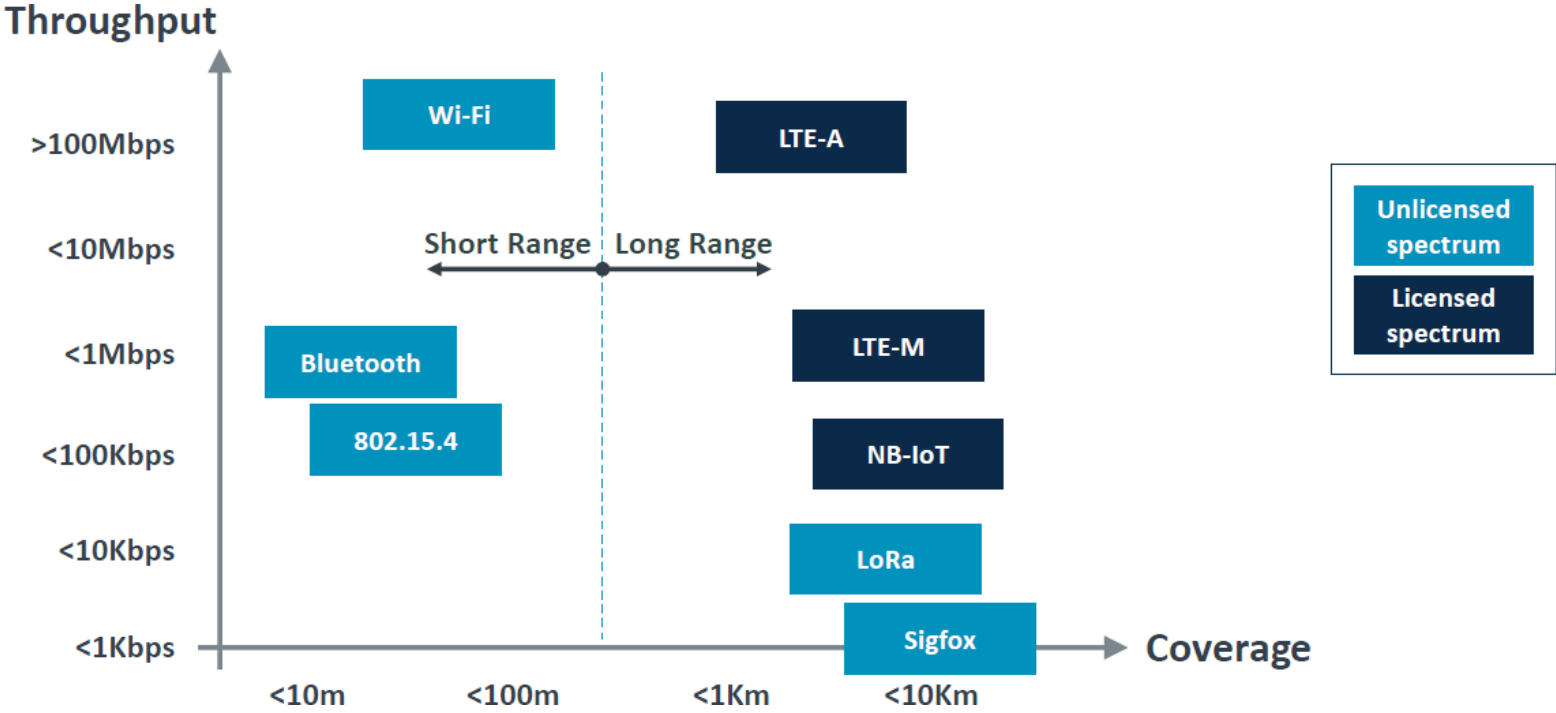 Throughput
Wi-Fi
LTE-A
>100Mbps
Unlicensed
spectrum
<10Mbps
Short Range
Long Range
Licensed
spectrum
<1Mbps
Bluetooth
LTE-M
802.15.4
<100Kbps
NB-IoT
<10Kbps
LoRa
<1Kbps
Sigfox
Coverage
<10m
<100m
<1Km
<10Km